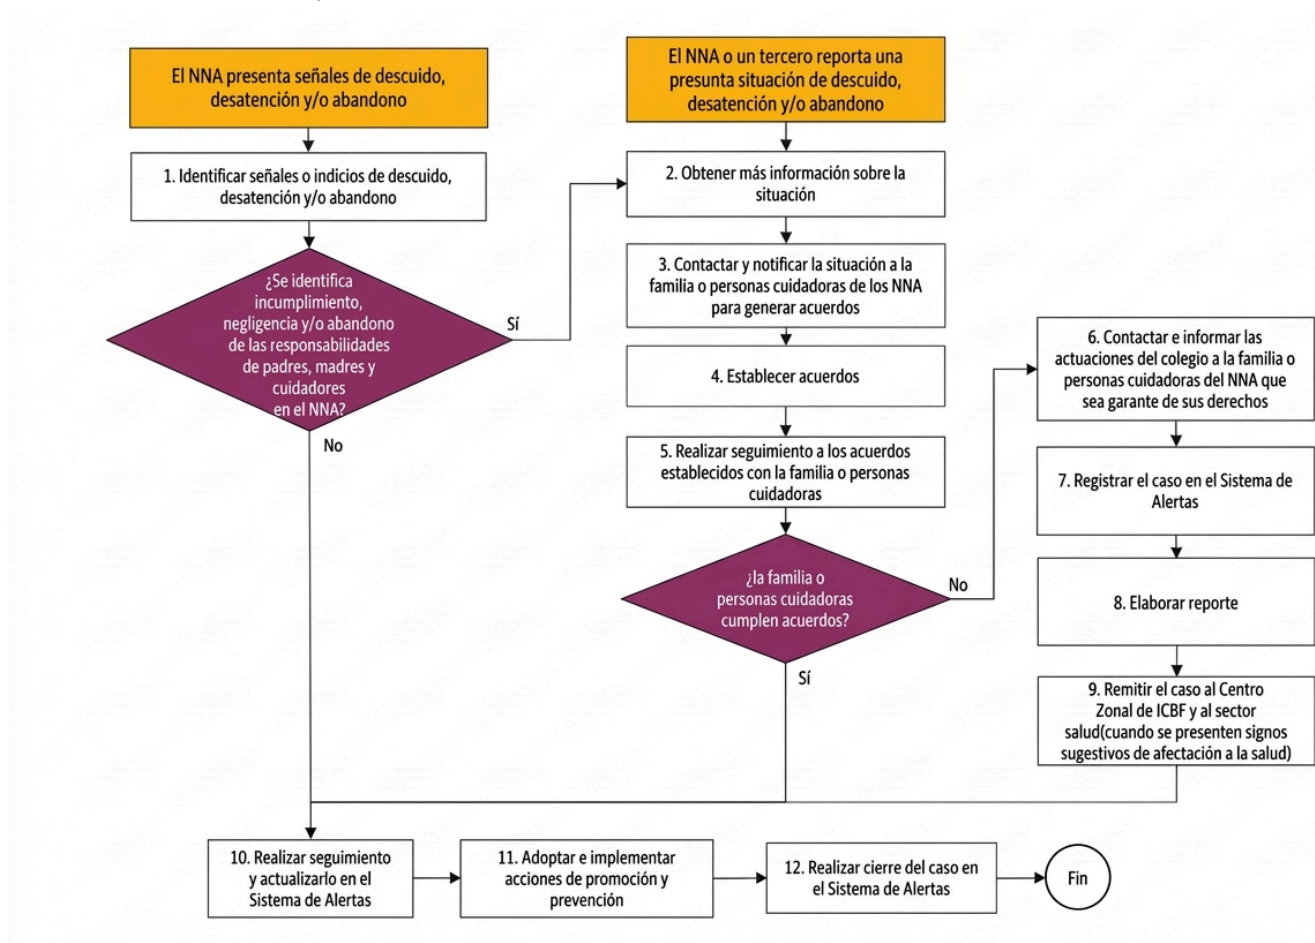 El NNA presenta señales de descuido,
desatención y/o abandono
El NNA o un tercero reporta una
presunta situación de descuido,
desatención y/o abandono
1. Identificar señales o indicios de descuido,
desatención y/o abandono
2. Obtener más información sobre la
situación
¿Se identifica
incumplimiento,
negligencia y/o abandono
de las responsabilidades
de padres, madres y
cuidadores
en el NNA?
Sí
No
3. Contactar y notificar la situación a la
familia o personas cuidadoras de los NNA
para generar acuerdos
4. Establecer acuerdos
5. Realizar seguimiento a los acuerdos
establecidos con la familia o personas
cuidadoras
¿la familia o
personas cuidadoras
cumplen acuerdos?
No
Sí
6. Contactar e informar las
actuaciones del colegio a la familia o
personas cuidadoras del NNA que
sea garante de sus derechos
7. Registrar el caso en el Sistema de
Alertas
8. Elaborar reporte
9. Remitir el caso al Centro
Zonal de ICBF y al sector
salud(cuando se presenten signos
sugestivos de afectación a la salud)
10. Realizar seguimiento
y actualizarlo en el
Sistema de Alertas
11. Adoptar e implementar
acciones de promoción y
prevención
12. Realizar cierre del caso en
el Sistema de Alertas
Fin